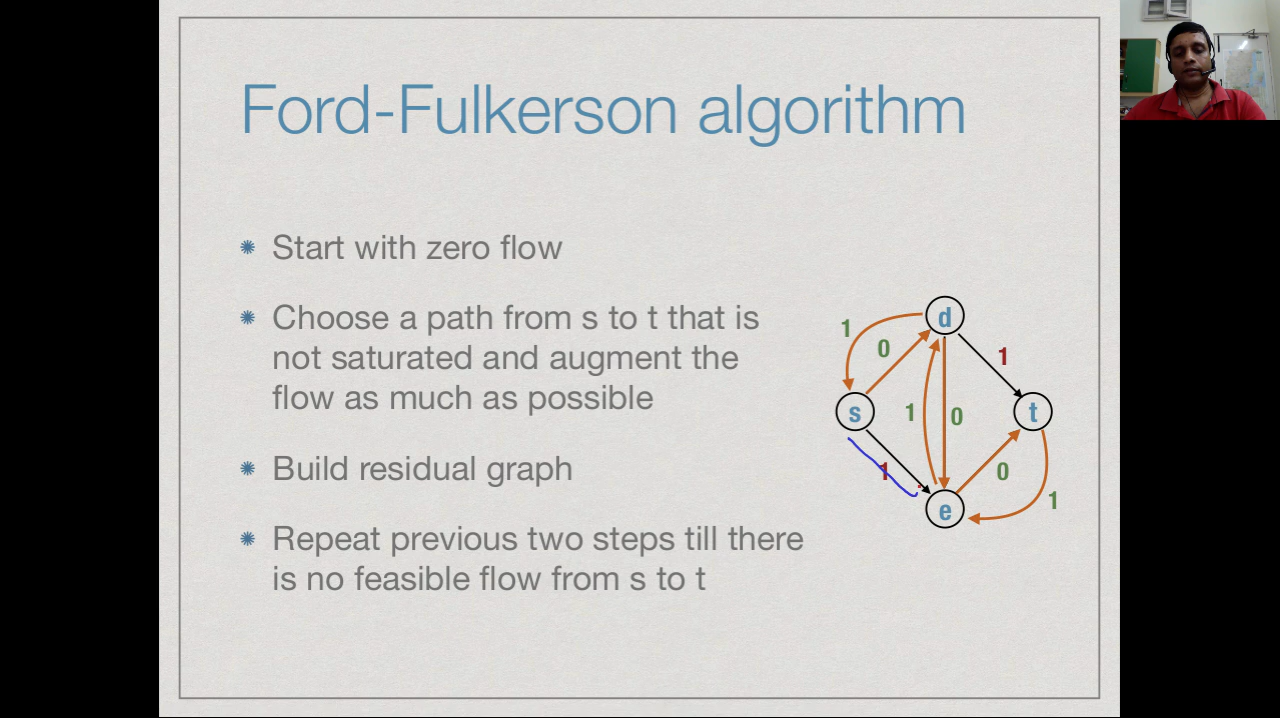 Ford-Fulkerson algorithm
Start with zero flow
Choose a path from s to t that is
not saturated and augment the
flow as much as possible
Build residual graph
Repeat previous two steps till there
is no feasible flow from s to t
d
1
0
1
s
1
0
t
1
0
1
e